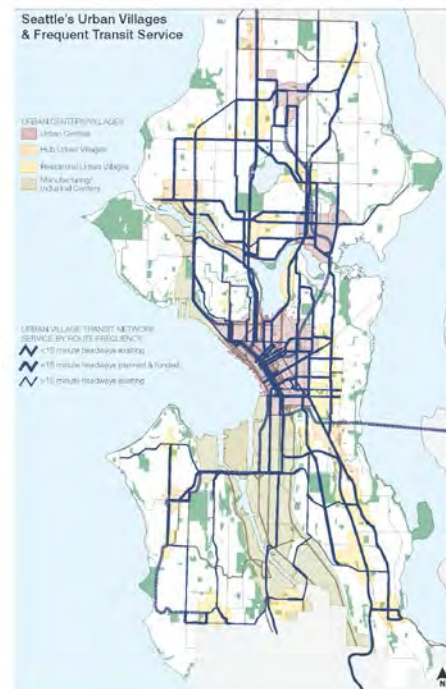 Seattle's Urban Villages
& Frequent Transit Service
URBAN CENTERS/VILLAGES
Urban Centers
Hub Urban Villages
Residential Urban Villages
Manufacturing/
Industrial Centers
URBAN VILLAGE TRANSIT NETWORK
SERVICE BY ROUTE FREQUENCY
<15 minute headways existing
<15 minute headways planned & funded
>15 minute headways existing
N